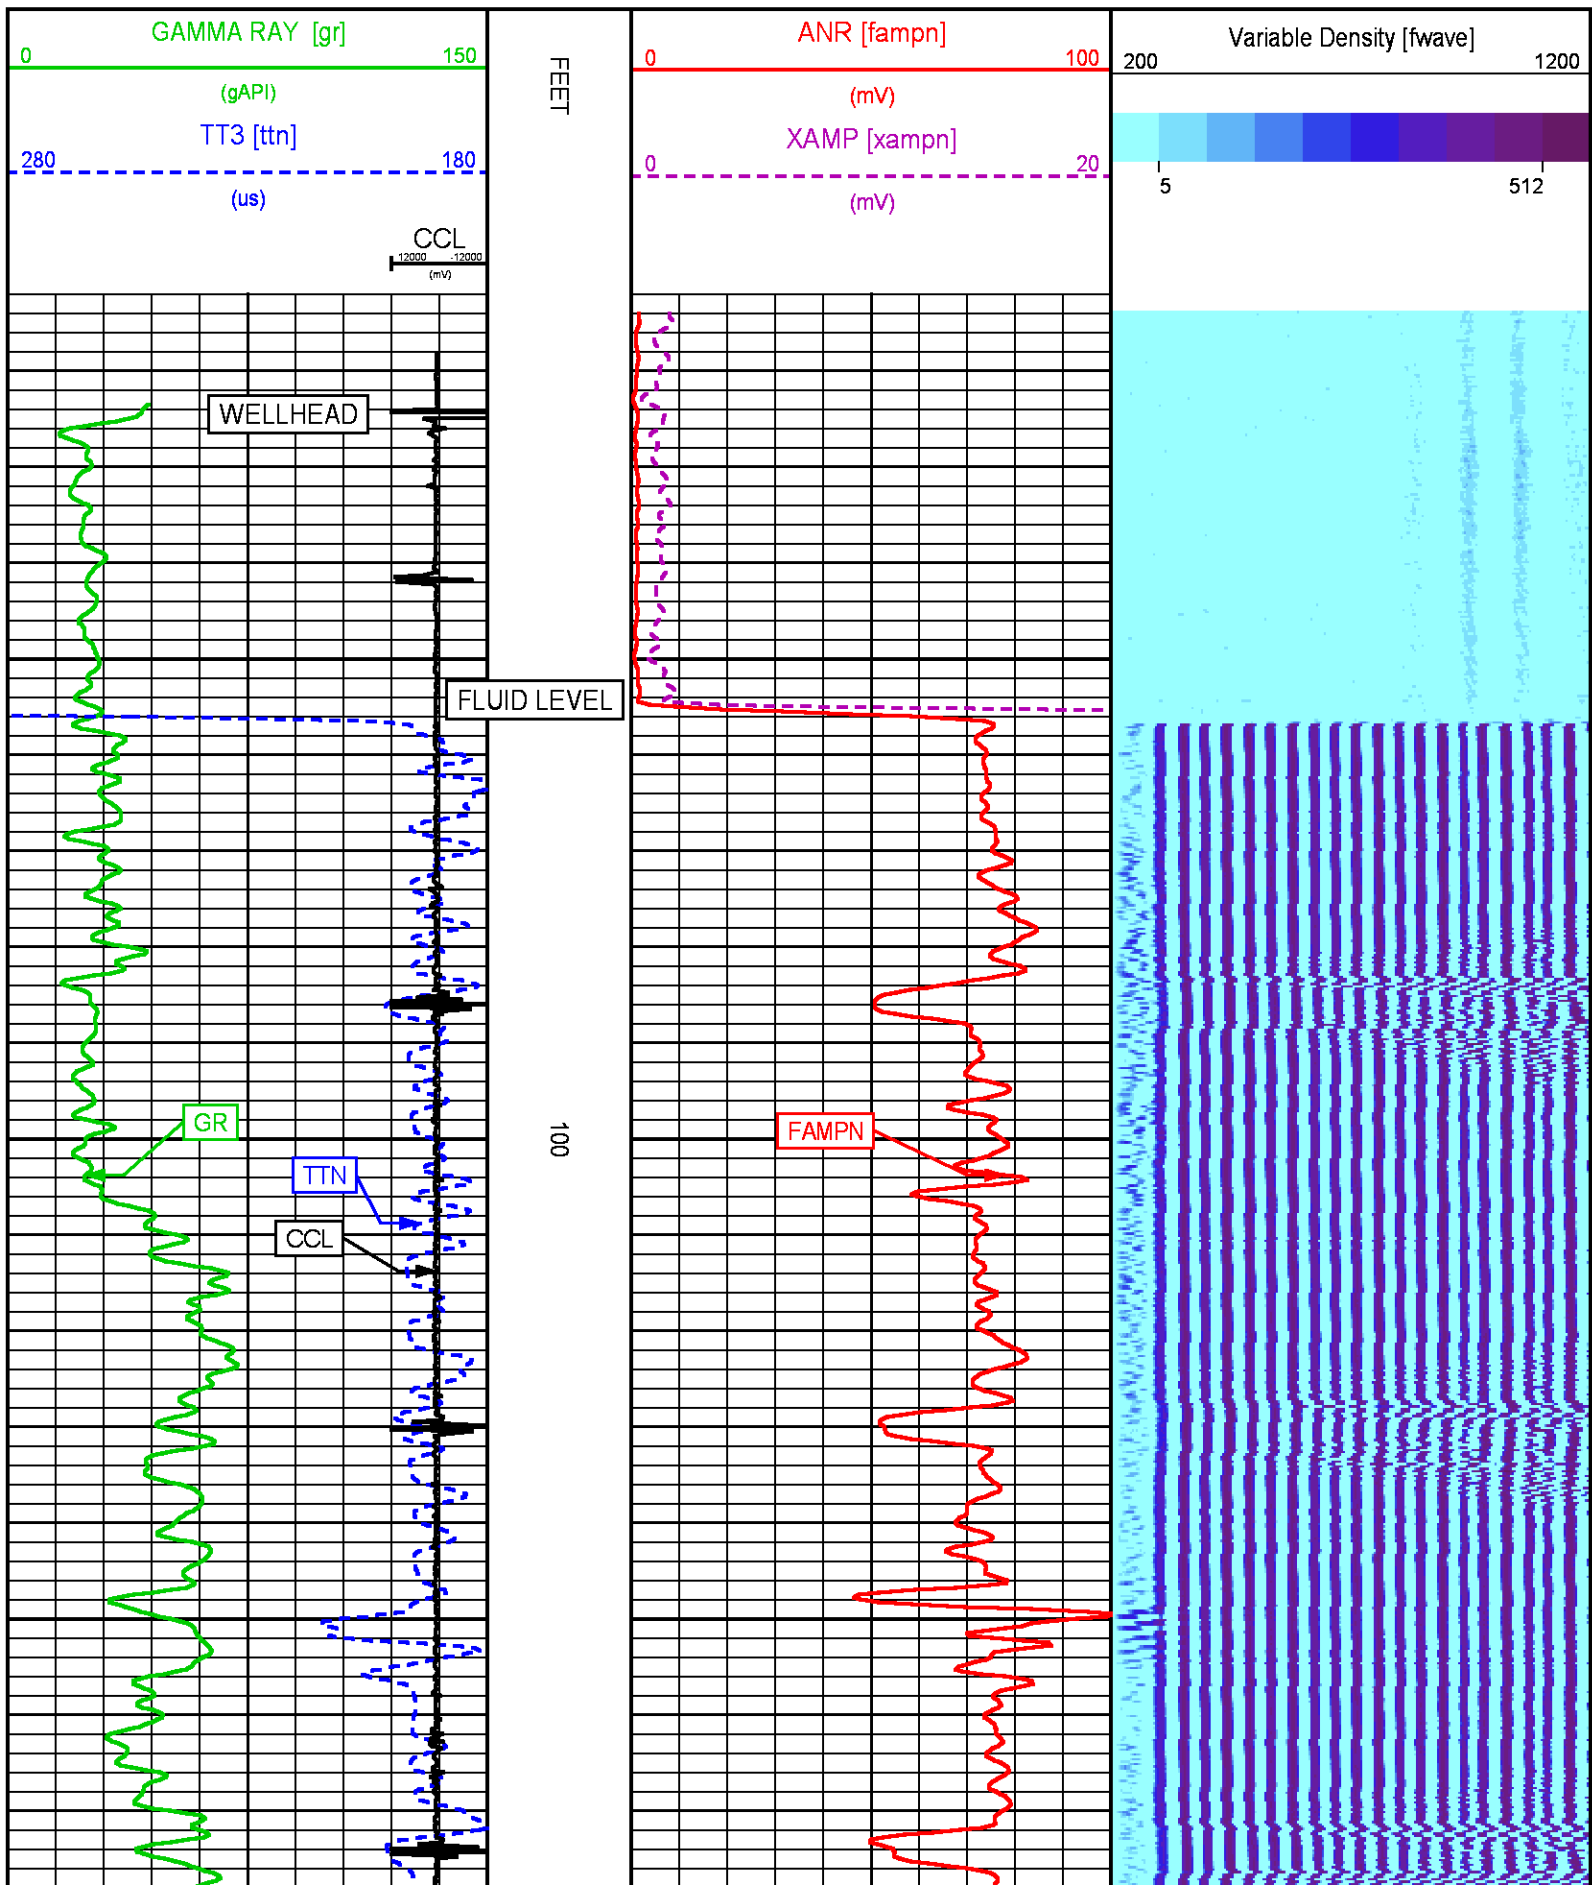 GAMMA RAY [gr]
0 150
(gAPI)
TT3 [ttn]
280 180
(us)
CCL
12000 -12000
(mV)
FEET
ANR [fampn]
0 100
(mV)
XAMP [xampn]
0 20
(mV)
Variable Density [fwave]
200 1200
5 512
WELLHEAD
FLUID LEVEL
GR
100
FAMPN
TTN
CCL